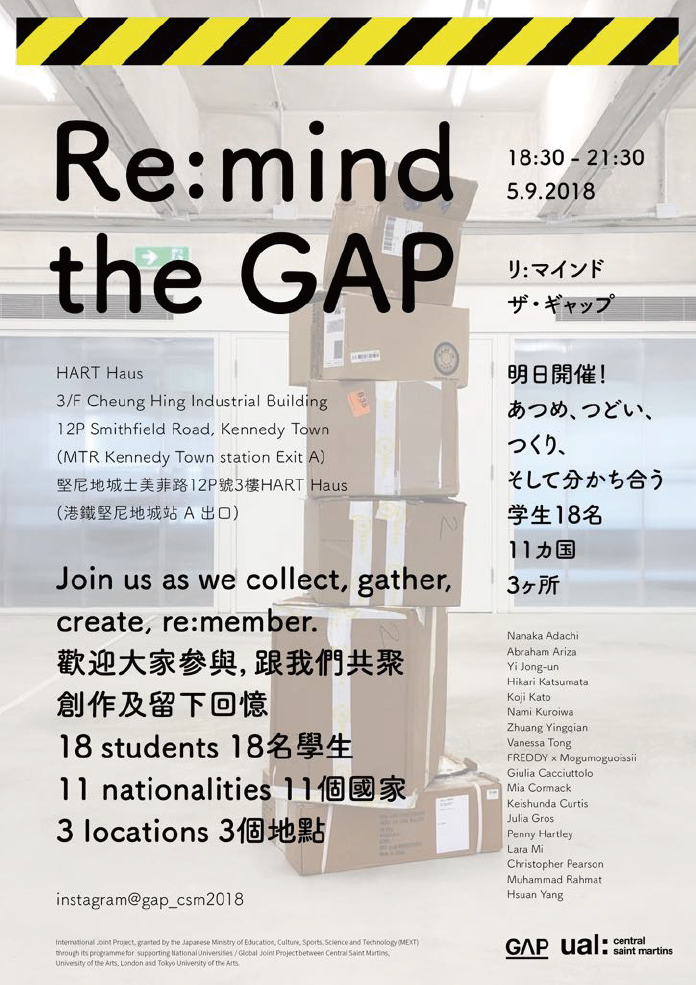 Re:mind
the GAP
18:30 – 21:30
5.9.2018
リ:マインド
ザ・ギャップ
HART Haus
3/F Cheung Hing Industrial Building
12P Smithfield Road, Kennedy Town
(MTR Kennedy Town station Exit A)
堅尼地城士美菲路12P號3樓HART Haus
(港鐵堅尼地城站 A 出口)
明日開催!
あつめ、つどい、
つくり、
そして分かち合う
学生18名
11カ国
3ヶ所
Join us as we collect, gather,
create, re:member.
歡迎大家參與, 跟我們共聚
創作及留下回憶
18 students 18名學生
11 nationalities 11個國家
3 locations 3個地點
Nanaka Adachi
Abraham Ariza
Yi Jong-un
Hikari Katsumata
Koji Kato
Nami Kuroiwa
Zhuang Yingqian
Vanessa Tong
FREDDY x Mogumoguoissii
Giulia Cacciuttolo
Mia Cormack
Keishunda Curtis
Julia Gros
Penny Hartley
Lara Mi
Christopher Pearson
Muhammad Rahmat
Hsuan Yang
instagram@gap_csm2018
International Joint Project, granted by the Japanese Ministry of Education, Culture, Sports, Science and Technology (MEXT)
through its programme for supporting National Universities / Global Joint Project between Central Saint Martins,
University of the Arts, London and Tokyo University of the Arts.
GAP
ual: central
saint martins